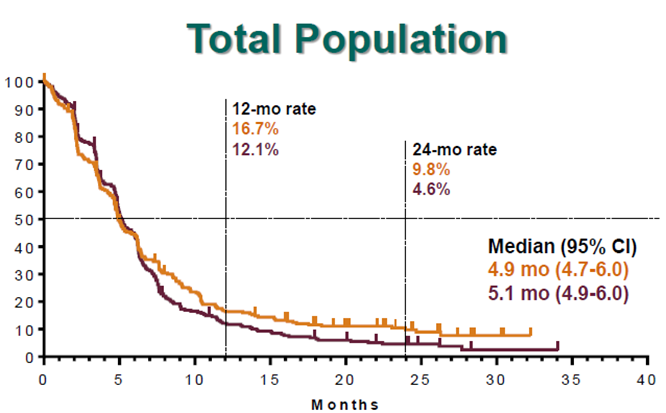 Total Population
100
90
80
70
60
50
40
30
20
10
0
12-mo rate
16.7%
12.1%
24-mo rate
9.8%
4.6%
Median (95% CI)
4.9 mo (4.7-6.0)
5.1 mo (4.9-6.0)
0 5 10 15 20 25 30 35 40
Months